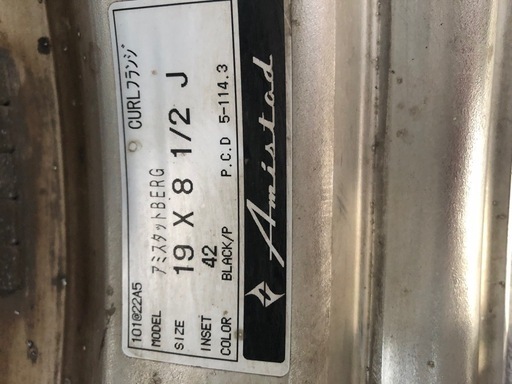 101@22A5
MODEL アミスタットBERG CURLフランジ
SIZE 19 X 8 1/2 J
INSET 42
COLOR BLACK/P P.C.D 5-114.3
Amistad